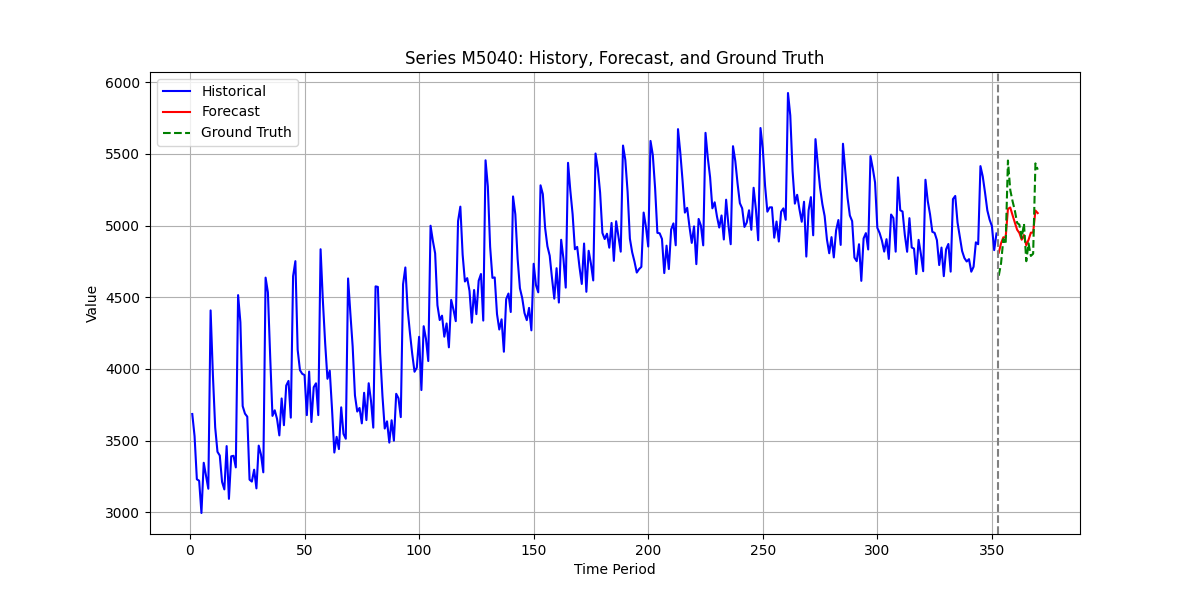 Series M5040: History, Forecast, and Ground Truth
Historical
Forecast
Ground Truth
6000
5500
5000
4500
4000
3500
3000
Value
0 50 100 150 200 250 300 350
Time Period